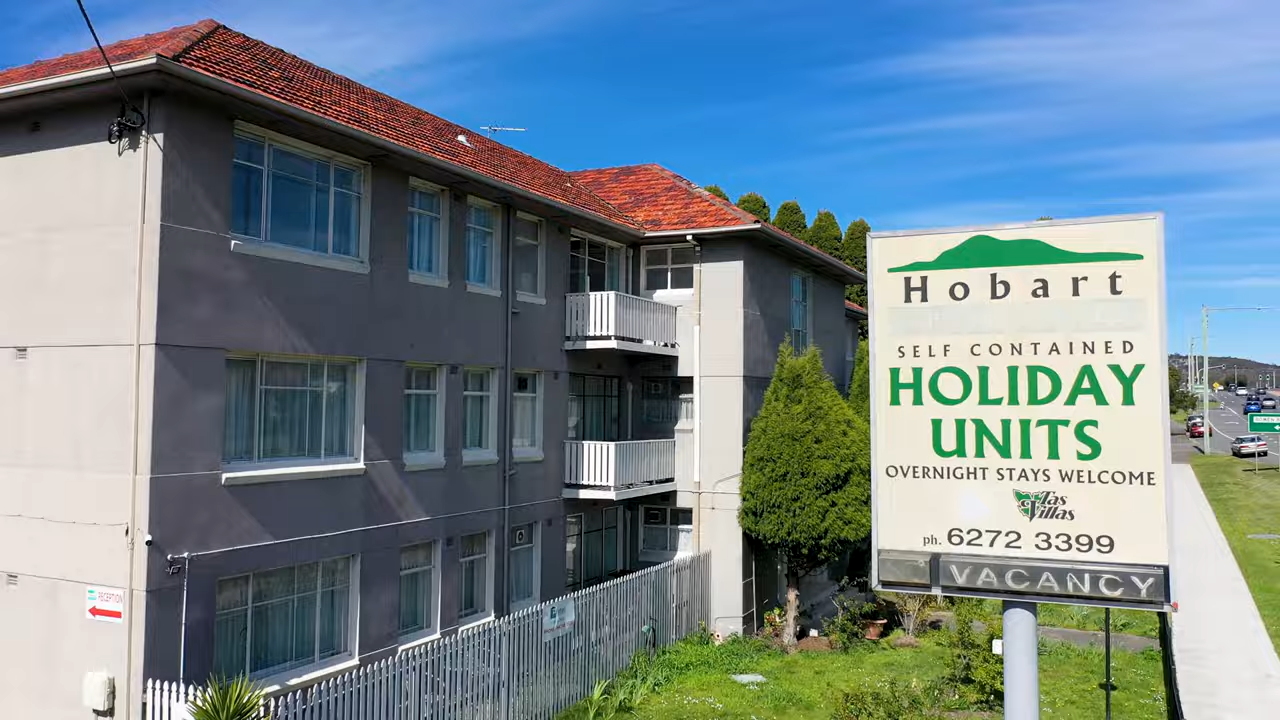 Hobart
SELF CONTAINED
HOLIDAY
UNITS
OVERNIGHT STAYS WELCOME
Tas
Villas
ph. 6272 3399
VACANCY
RECEPTION